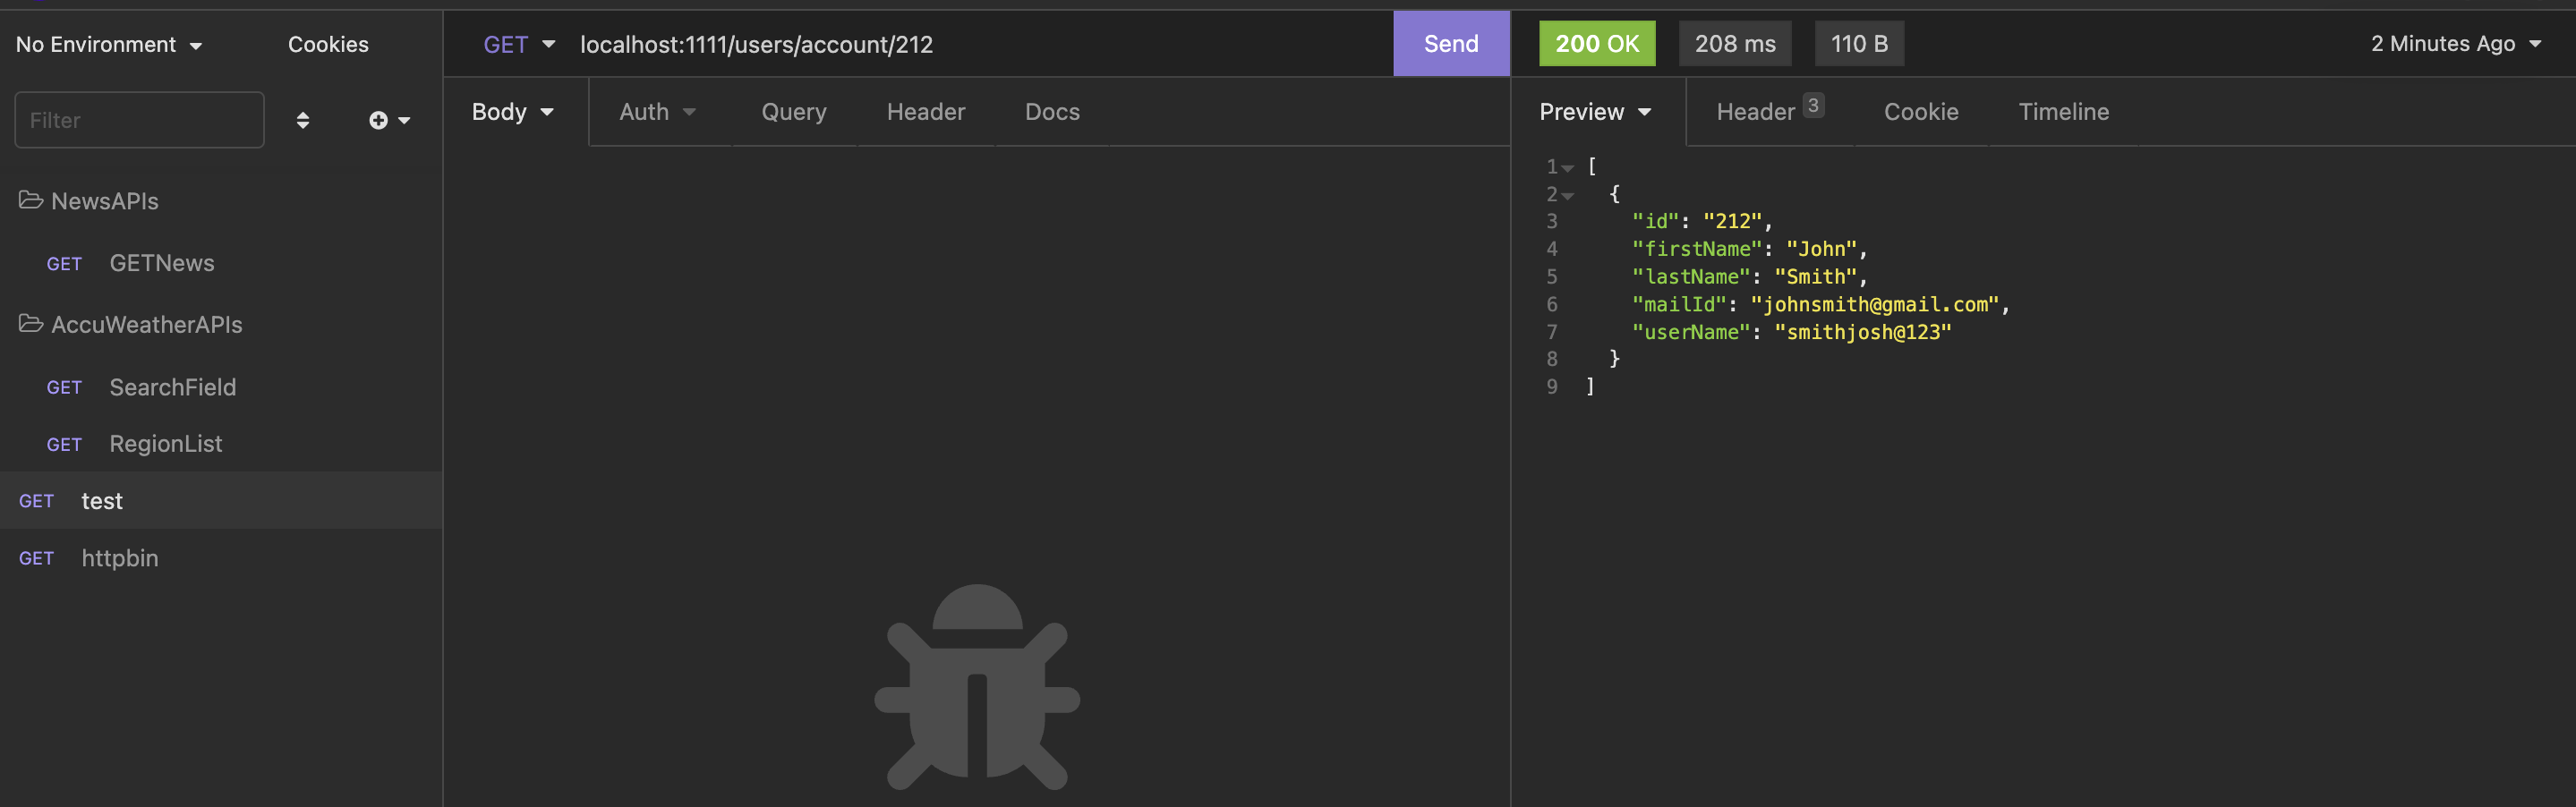 No Environment
Cookies
Filter
NewsAPIs
GET GETNews
AccuWeatherAPIs
GET SearchField
GET RegionList
GET test
GET httpbin
GET localhost:1111/users/account/212 Send
Body Auth Query Header Docs
200 OK 208 ms 110 B 2 Minutes Ago
Preview Header 3 Cookie Timeline
1 [
2 {
3 "id": "212",
4 "firstName": "John",
5 "lastName": "Smith",
6 "mailId": "johnsmith@gmail.com",
7 "userName": "smithjosh@123"
8 }
9 ]